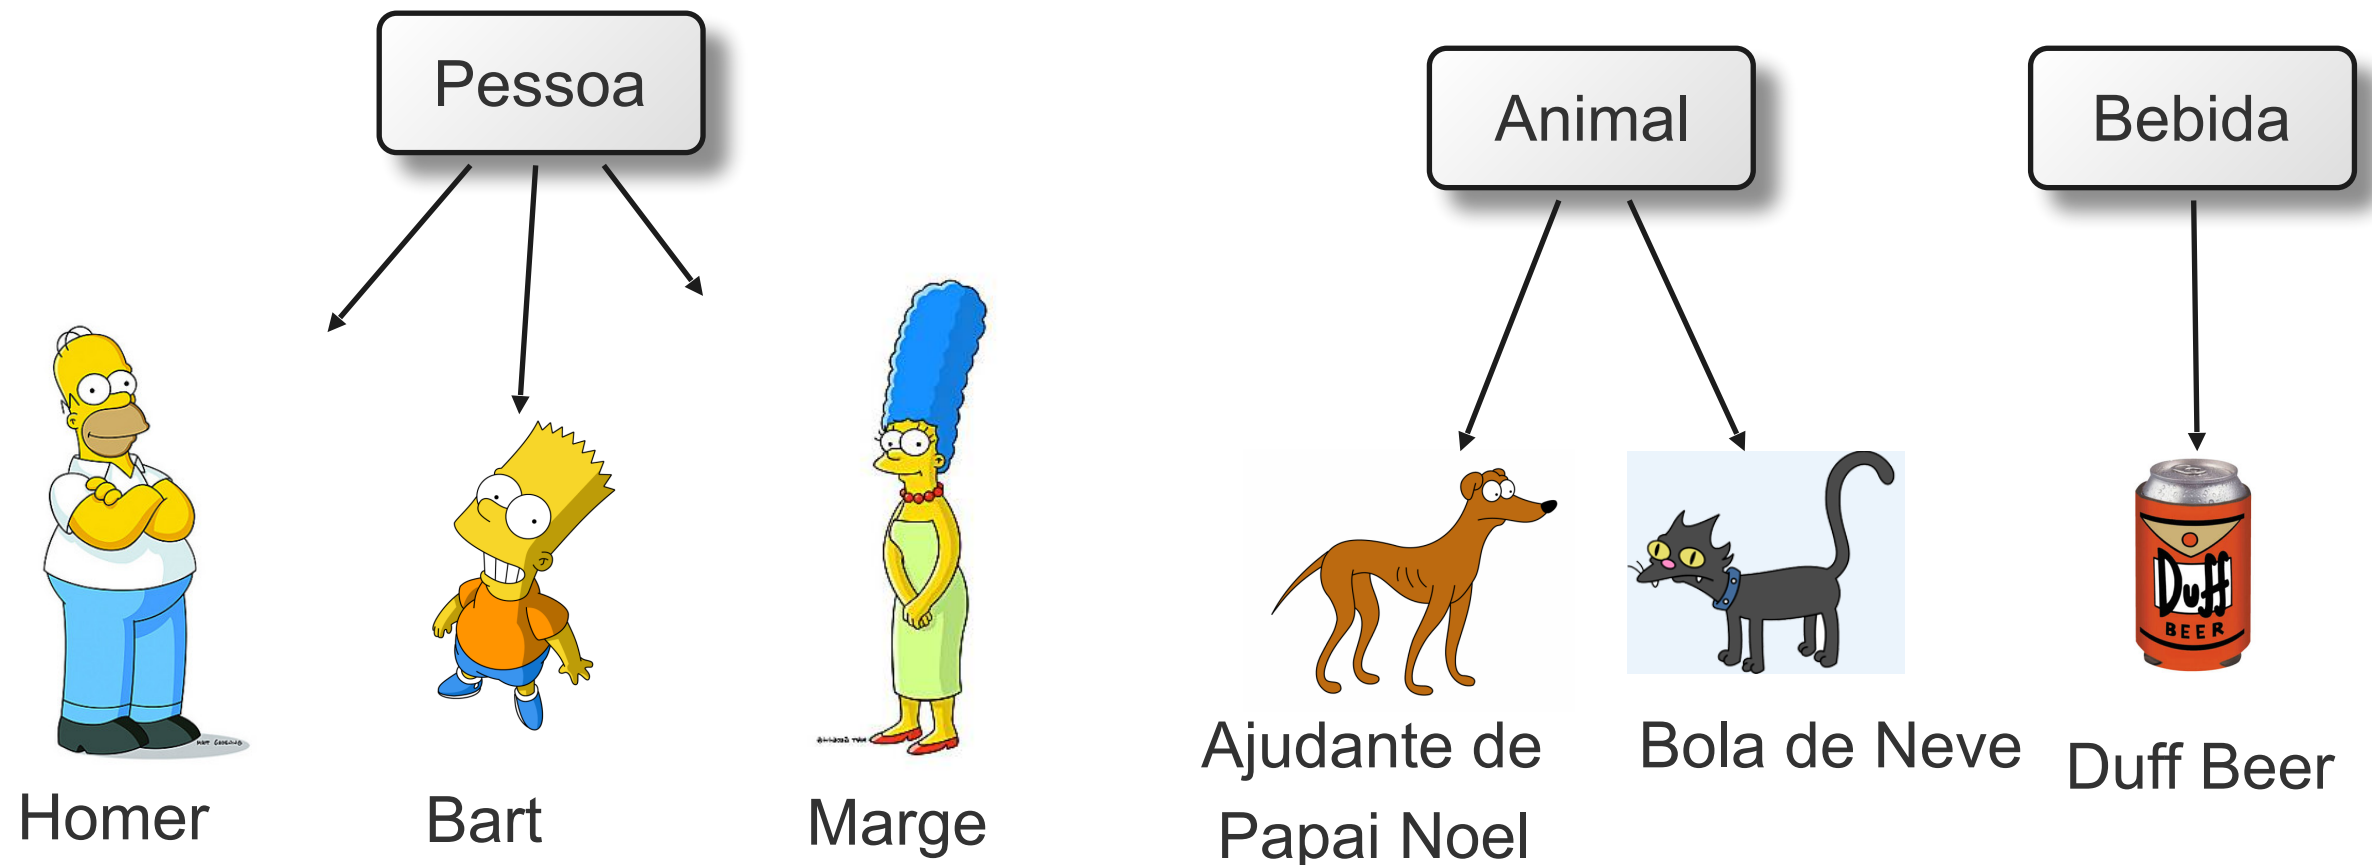 Pessoa
Animal
Bebida
Duff
BEER
Homer
Bart
Marge
Ajudante de
Papai Noel
Bola de Neve
Duff Beer